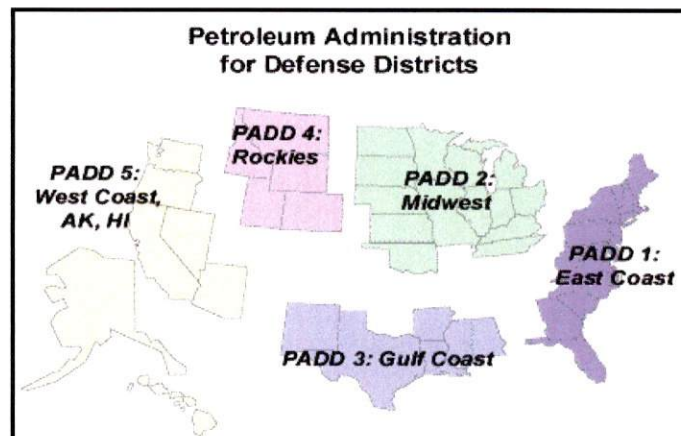 Petroleum Administration
for Defense Districts
PADD 4:
Rockies
PADD 5:
West Coast,
AK, HI
PADD 2:
Midwest
PADD 1:
East Coast
PADD 3: Gulf Coast